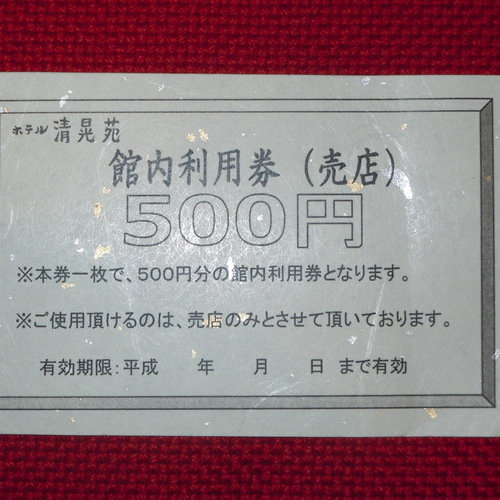 ホテル 清晃苑
館内利用券（売店）
500円
※本券一枚で、500円分の館内利用券となります。
※ご使用頂けるのは、売店のみとさせて頂いております。
有効期限：平成　　年　　月　　日 まで有効